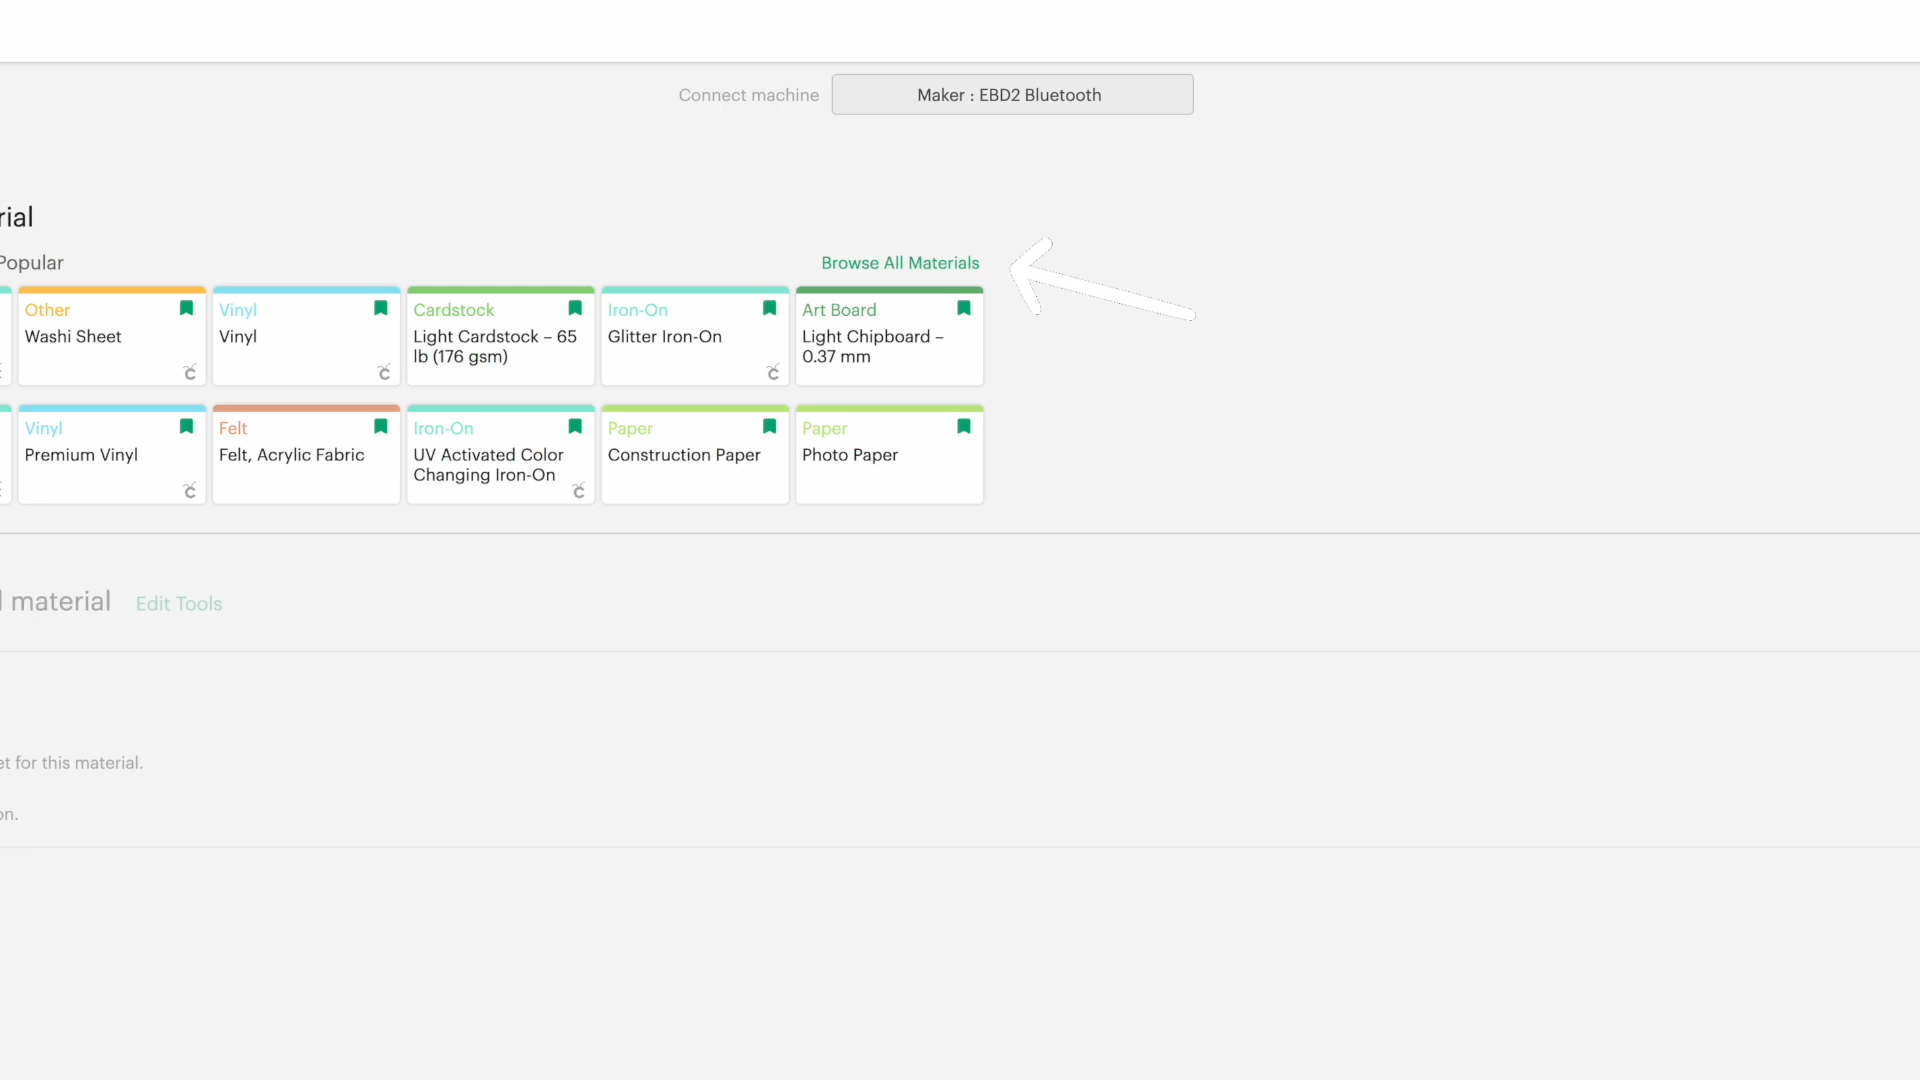 Connect machine Maker : EBD2 Bluetooth
rial
Popular Browse All Materials
Other Vinyl Cardstock Iron-On Art Board
Washi Sheet Vinyl Light Cardstock – 65 Glitter Iron-On Light Chipboard –
lb (176 gsm) 0.37 mm
Vinyl Felt Iron-On Paper Paper
Premium Vinyl Felt, Acrylic Fabric UV Activated Color Construction Paper Photo Paper
Changing Iron-On
material Edit Tools
et for this material.
on.